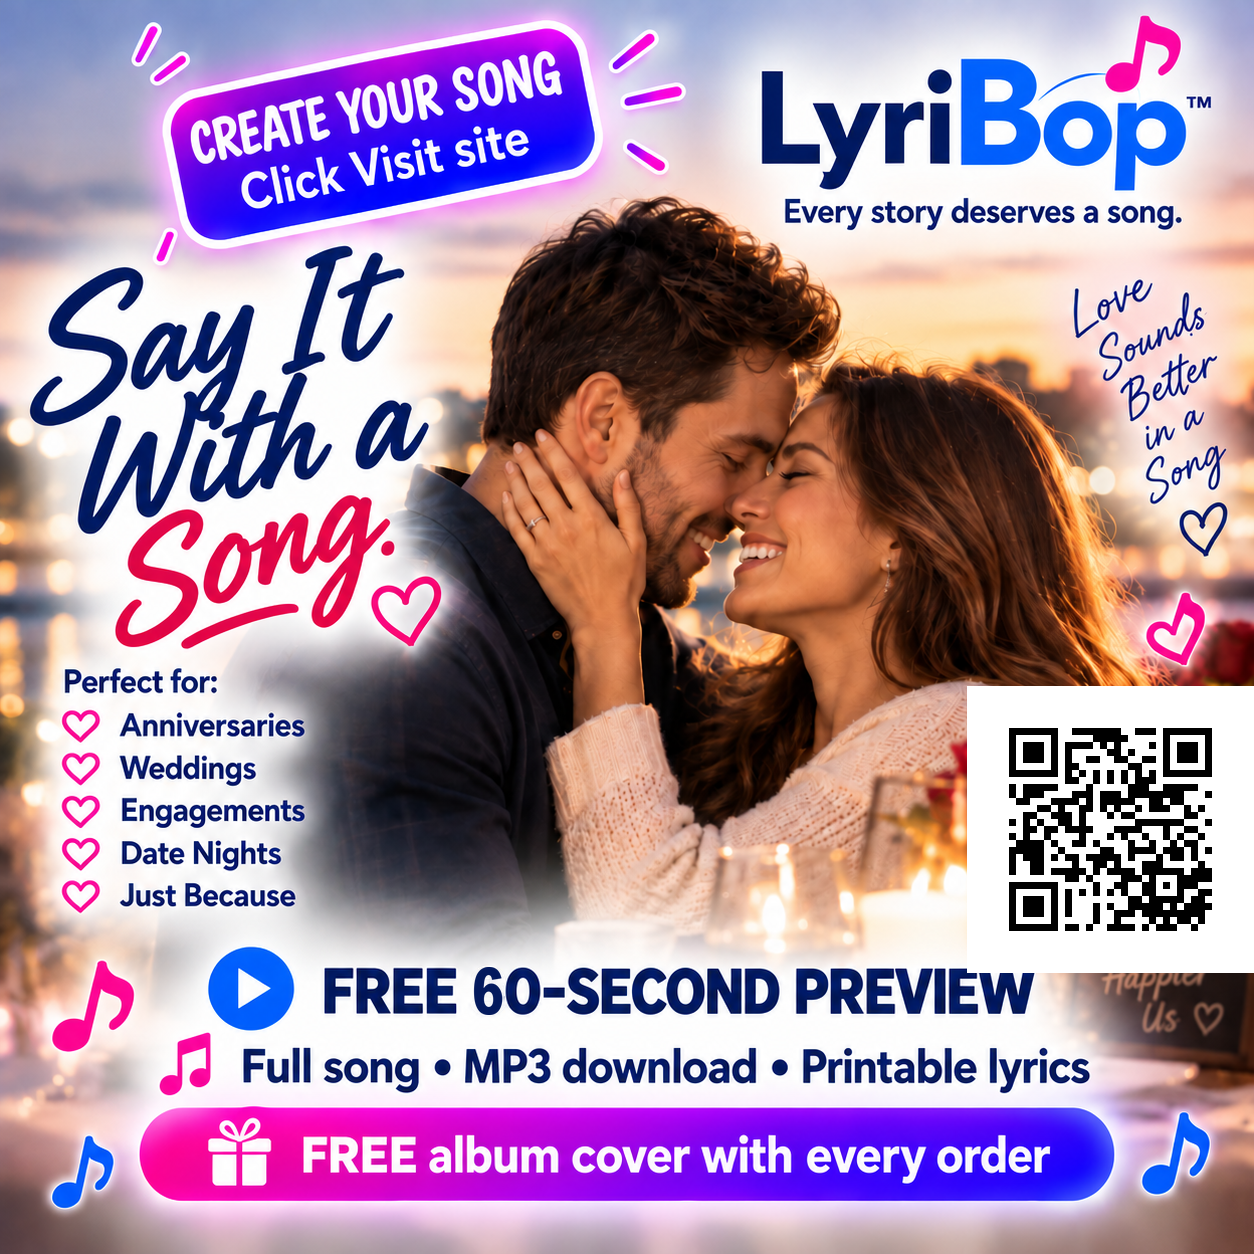 CREATE YOUR SONG
Click Visit site
LyriBop™
Every story deserves a song.
Say It
With a
Song.
Love
Sounds
Better
in a
Song
Perfect for:
Anniversaries
Weddings
Engagements
Date Nights
Just Because
Happier
Us
FREE 60-SECOND PREVIEW
Full song • MP3 download • Printable lyrics
FREE album cover with every order